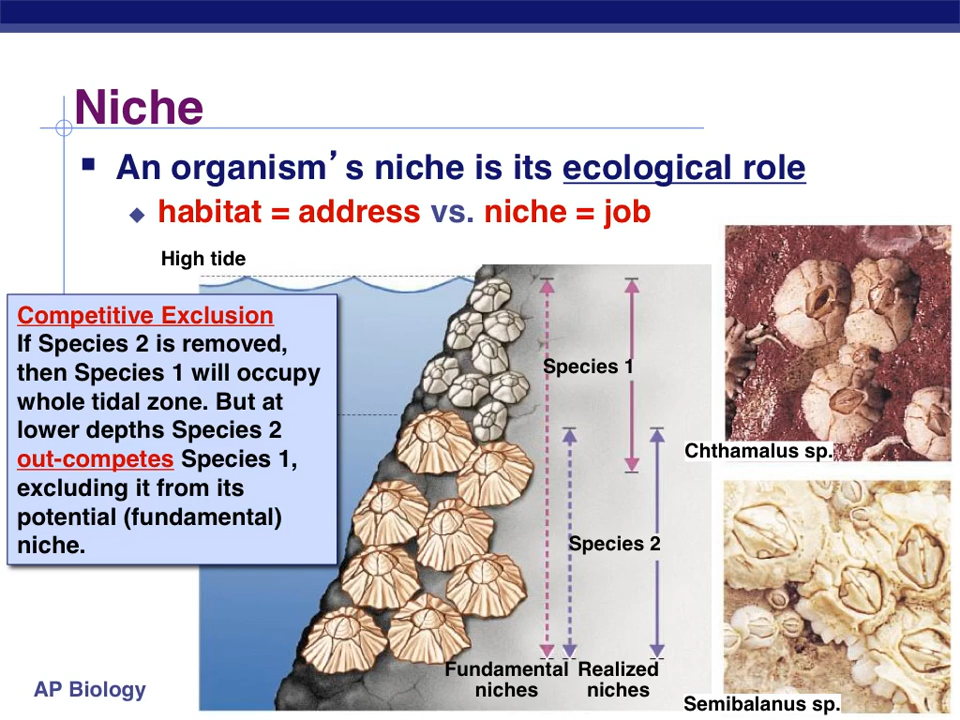 Niche
An organism’s niche is its ecological role
habitat = address vs. niche = job
High tide
Competitive Exclusion
If Species 2 is removed,
then Species 1 will occupy
whole tidal zone. But at
lower depths Species 2
out-competes Species 1,
excluding it from its
potential (fundamental)
niche.
Species 1
Chthamalus sp.
Species 2
Fundamental
niches
Realized
niches
AP Biology
Semibalanus sp.